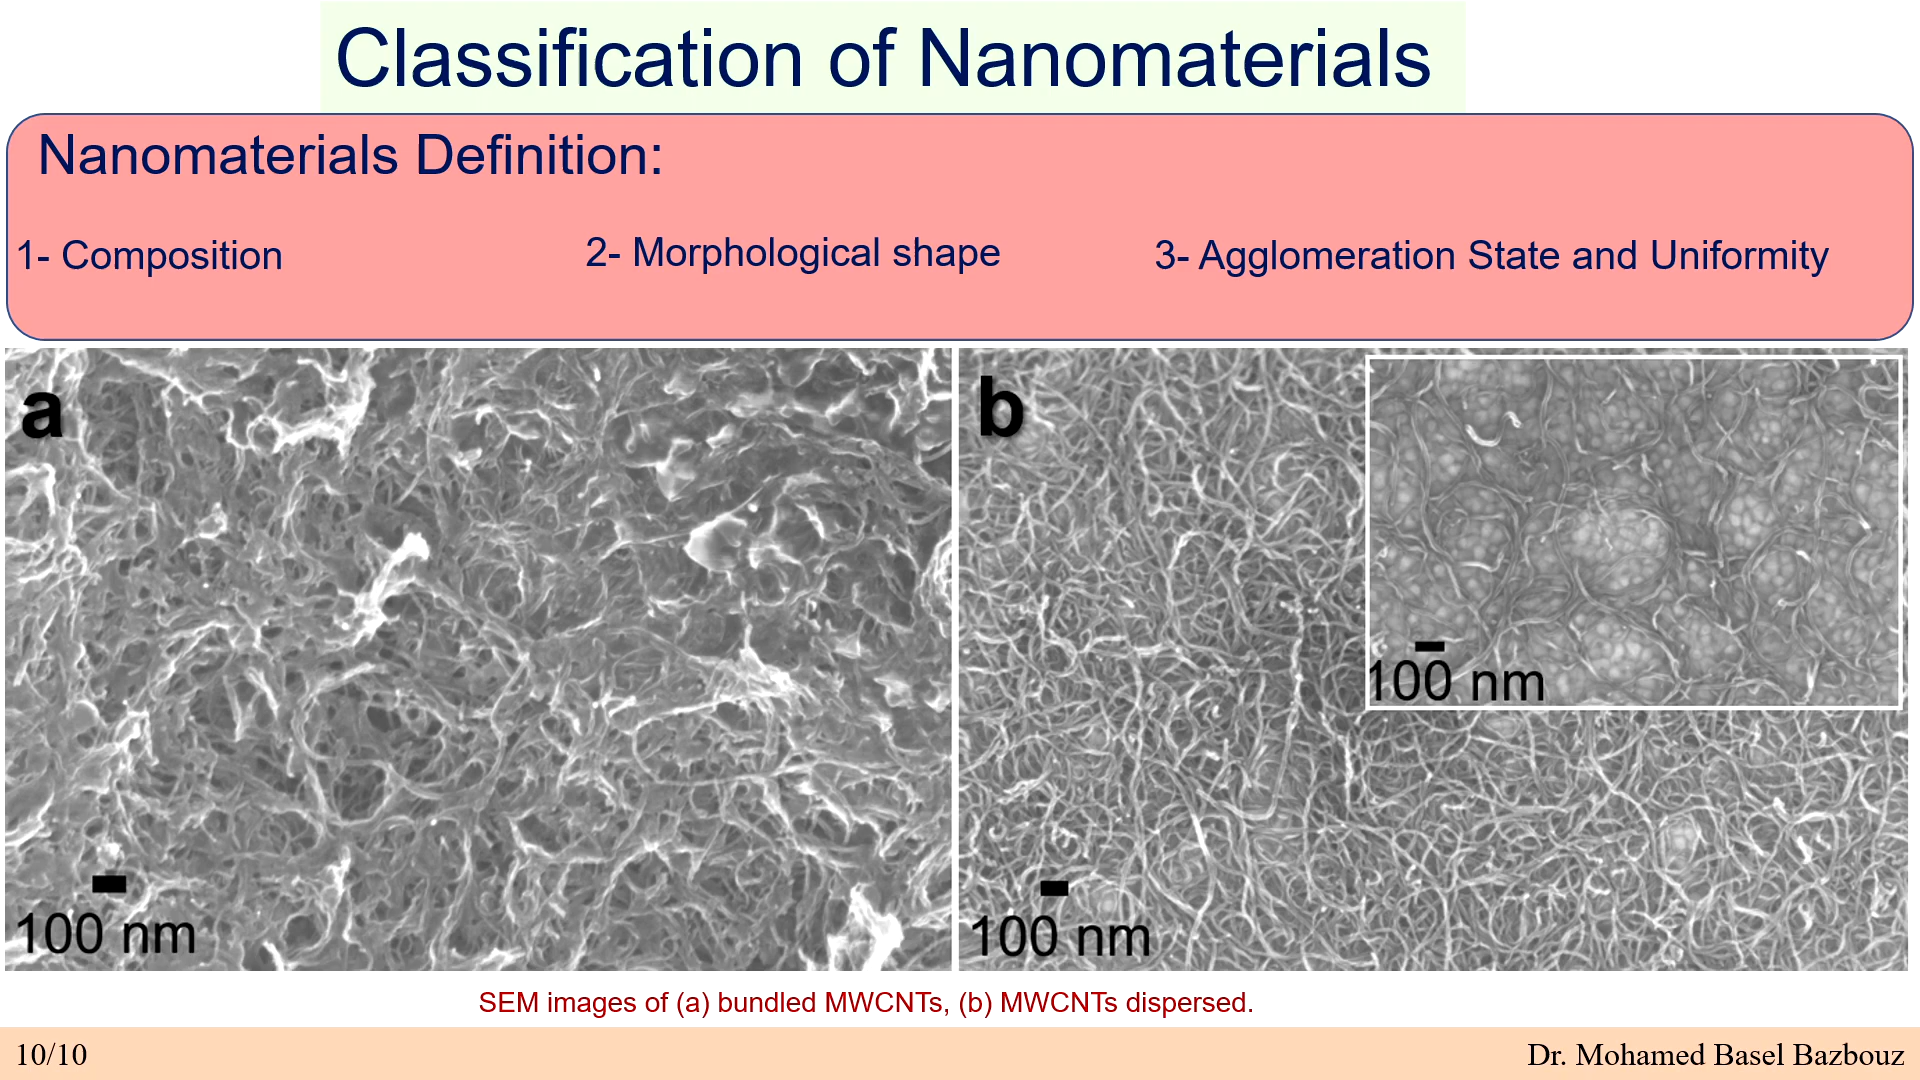 Classification of Nanomaterials
Nanomaterials Definition:
1- Composition
2- Morphological shape
3- Agglomeration State and Uniformity
a
b
100 nm
100 nm
100 nm
SEM images of (a) bundled MWCNTs, (b) MWCNTs dispersed.
10/10
Dr. Mohamed Basel Bazbouz